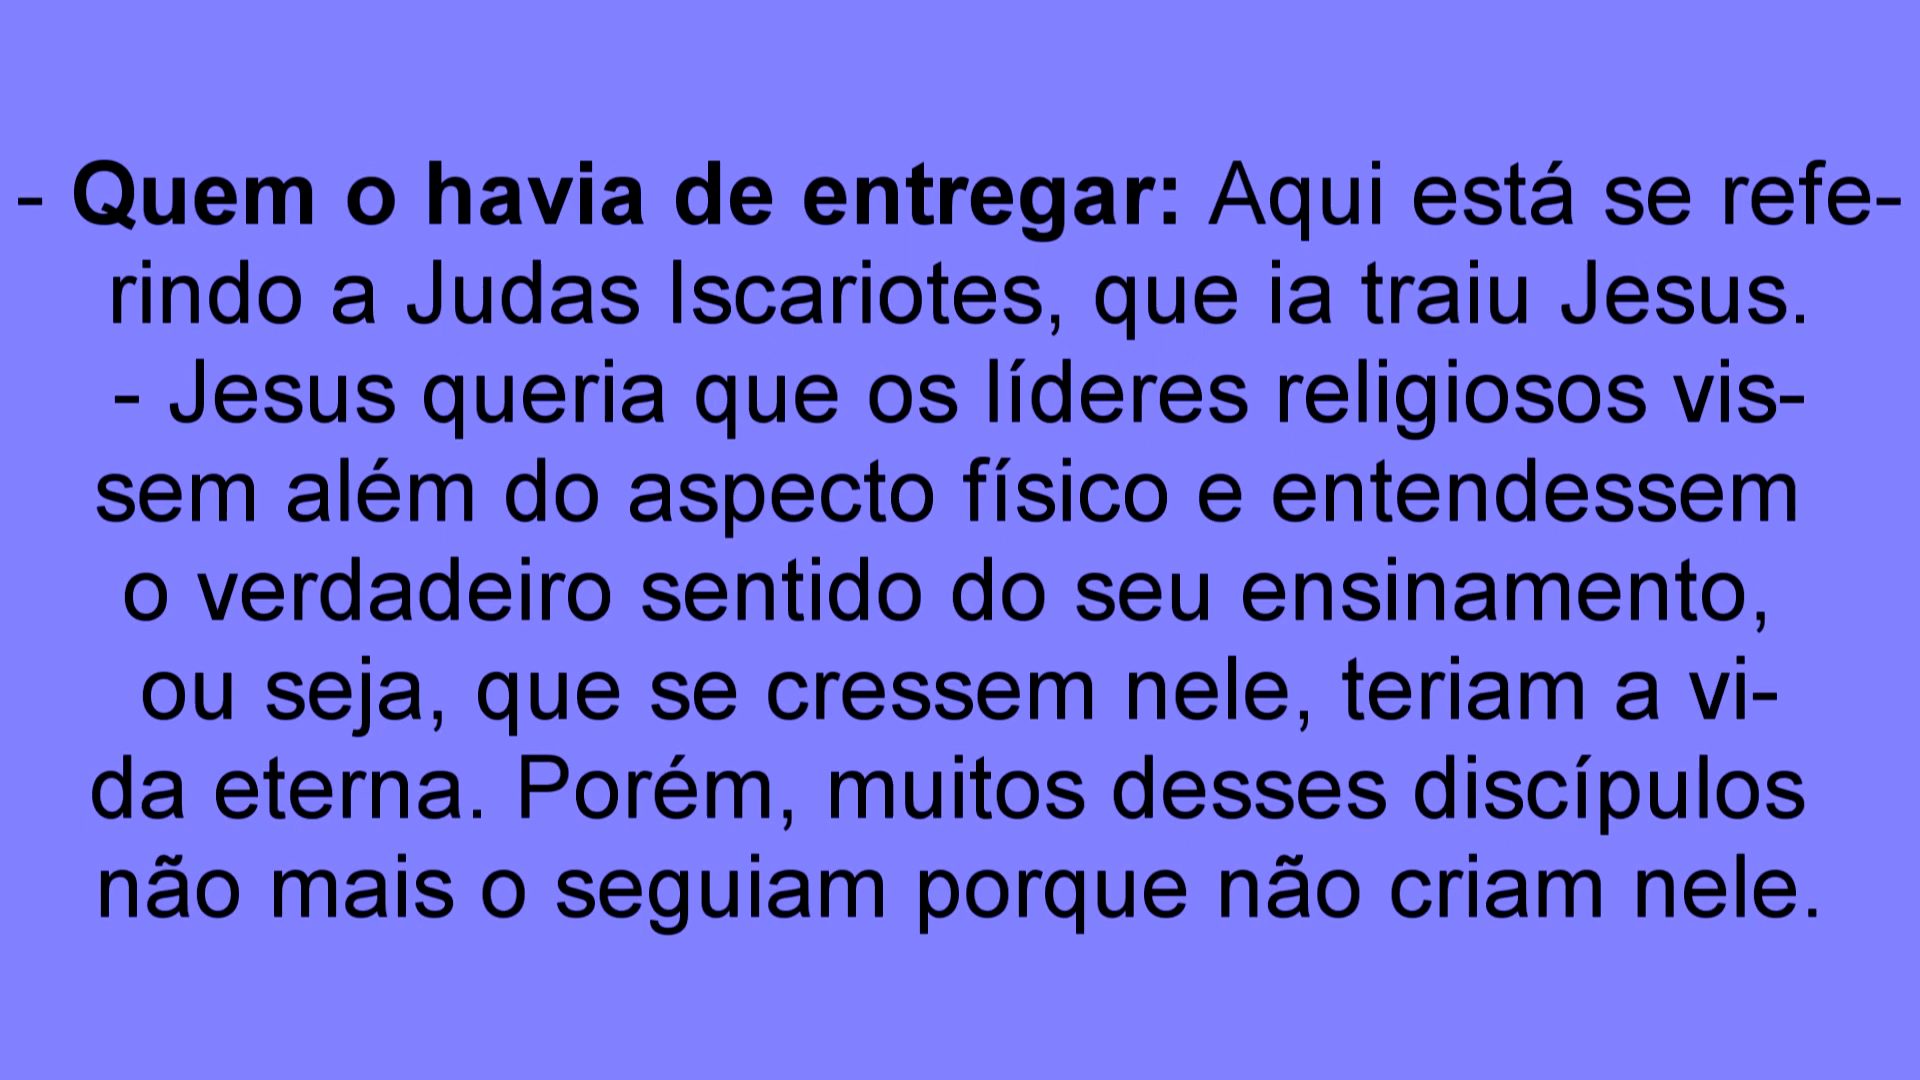 - Quem o havia de entregar: Aqui está se refe-
rindo a Judas Iscariotes, que ia traiu Jesus.
- Jesus queria que os líderes religiosos vis-
sem além do aspecto físico e entendessem
o verdadeiro sentido do seu ensinamento,
ou seja, que se cressem nele, teriam a vi-
da eterna. Porém, muitos desses discípulos
não mais o seguiam porque não criam nele.